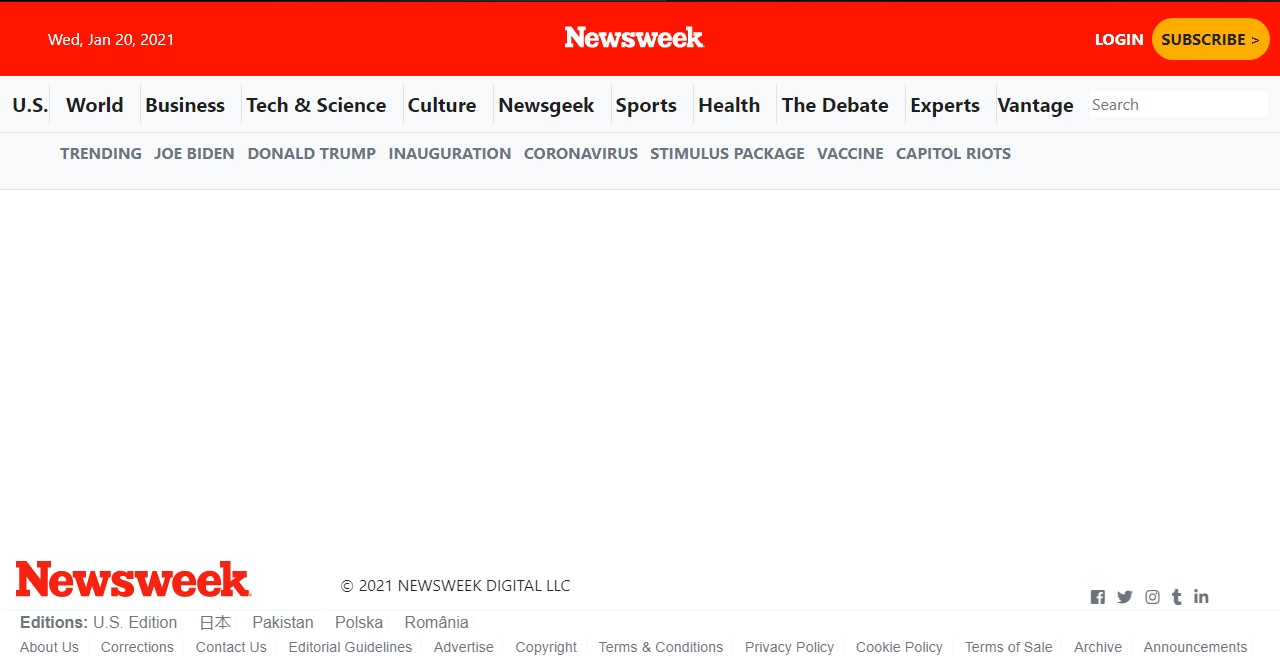 Wed, Jan 20, 2021 Newsweek LOGIN SUBSCRIBE >
U.S. World Business Tech & Science Culture Newsgeek Sports Health The Debate Experts Vantage Search
TRENDING JOE BIDEN DONALD TRUMP INAUGURATION CORONAVIRUS STIMULUS PACKAGE VACCINE CAPITOL RIOTS
Newsweek © 2021 NEWSWEEK DIGITAL LLC
Editions: U.S. Edition 日本 Pakistan Polska România
About Us Corrections Contact Us Editorial Guidelines Advertise Copyright Terms & Conditions Privacy Policy Cookie Policy Terms of Sale Archive Announcements